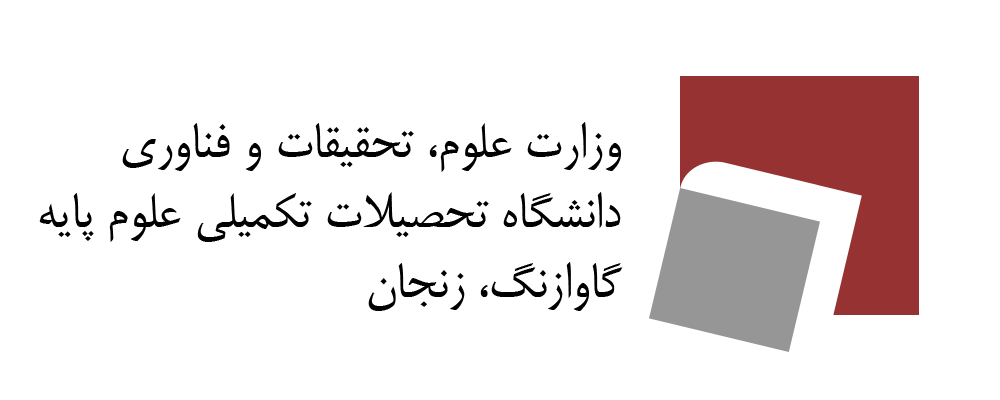 وزارت علوم، تحقیقات و فناوری
دانشگاه تحصیلات تکمیلی علوم پایه
گاوازنگ، زنجان